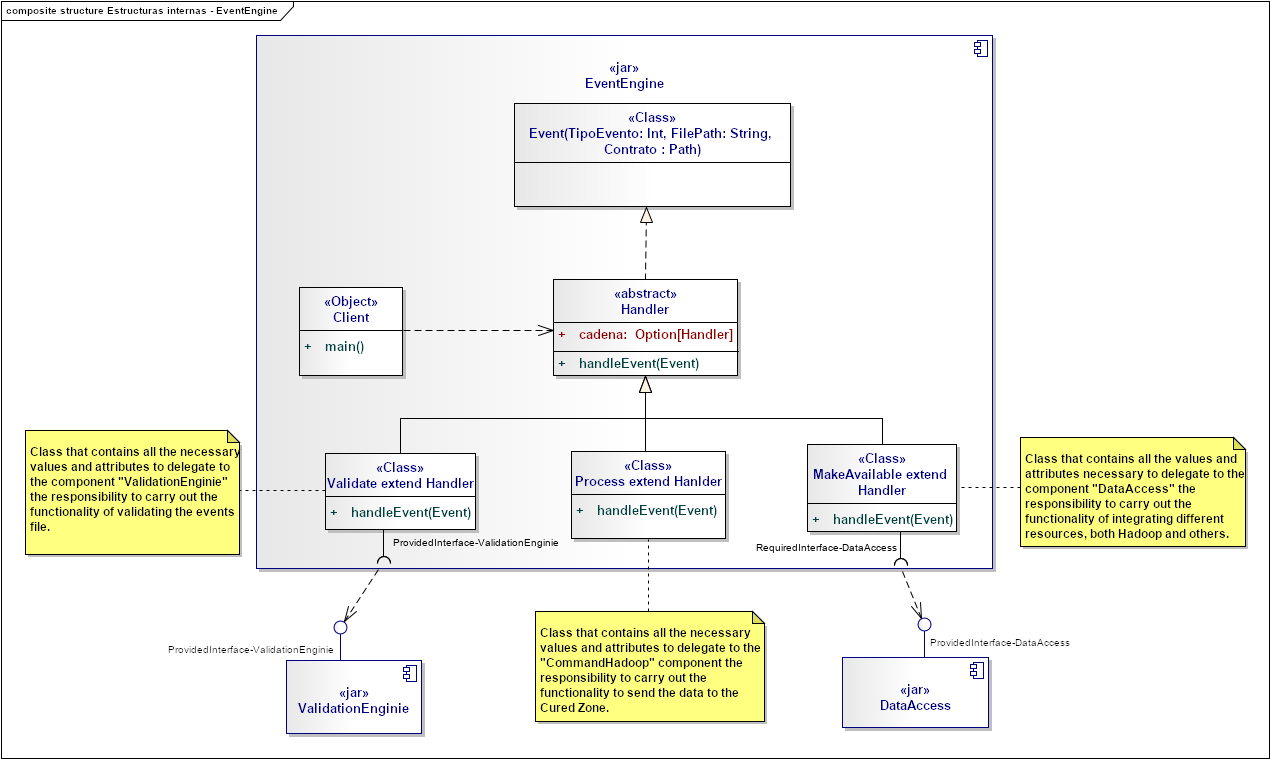 composite structure Estructuras internas - EventEngine
«jar»
EventEngine
«Class»
Event(TipoEvento: Int, FilePath: String,
Contrato : Path)
«Object»
Client
+ main()
«abstract»
Handler
+ cadena: Option[Handler]
+ handleEvent(Event)
Class that contains all the necessary
values and attributes to delegate to
the component "ValidationEnginie"
the responsibility to carry out the
functionality of validating the events
file.
«Class»
Validate extend Handler
+ handleEvent(Event)
«Class»
Process extend Hanlder
+ handleEvent(Event)
«Class»
MakeAvailable extend
Handler
+ handleEvent(Event)
Class that contains all the values and
attributes necessary to delegate to the
component "DataAccess" the
responsibility to carry out the
functionality of integrating different
resources, both Hadoop and others.
ProvidedInterface-ValidationEnginie
RequiredInterface-DataAccess
ProvidedInterface-ValidationEnginie
«jar»
ValidationEnginie
Class that contains all the necessary
values and attributes to delegate to the
"CommandHadoop" component the
responsibility to carry out the
functionality to send the data to the
Cured Zone.
ProvidedInterface-DataAccess
«jar»
DataAccess